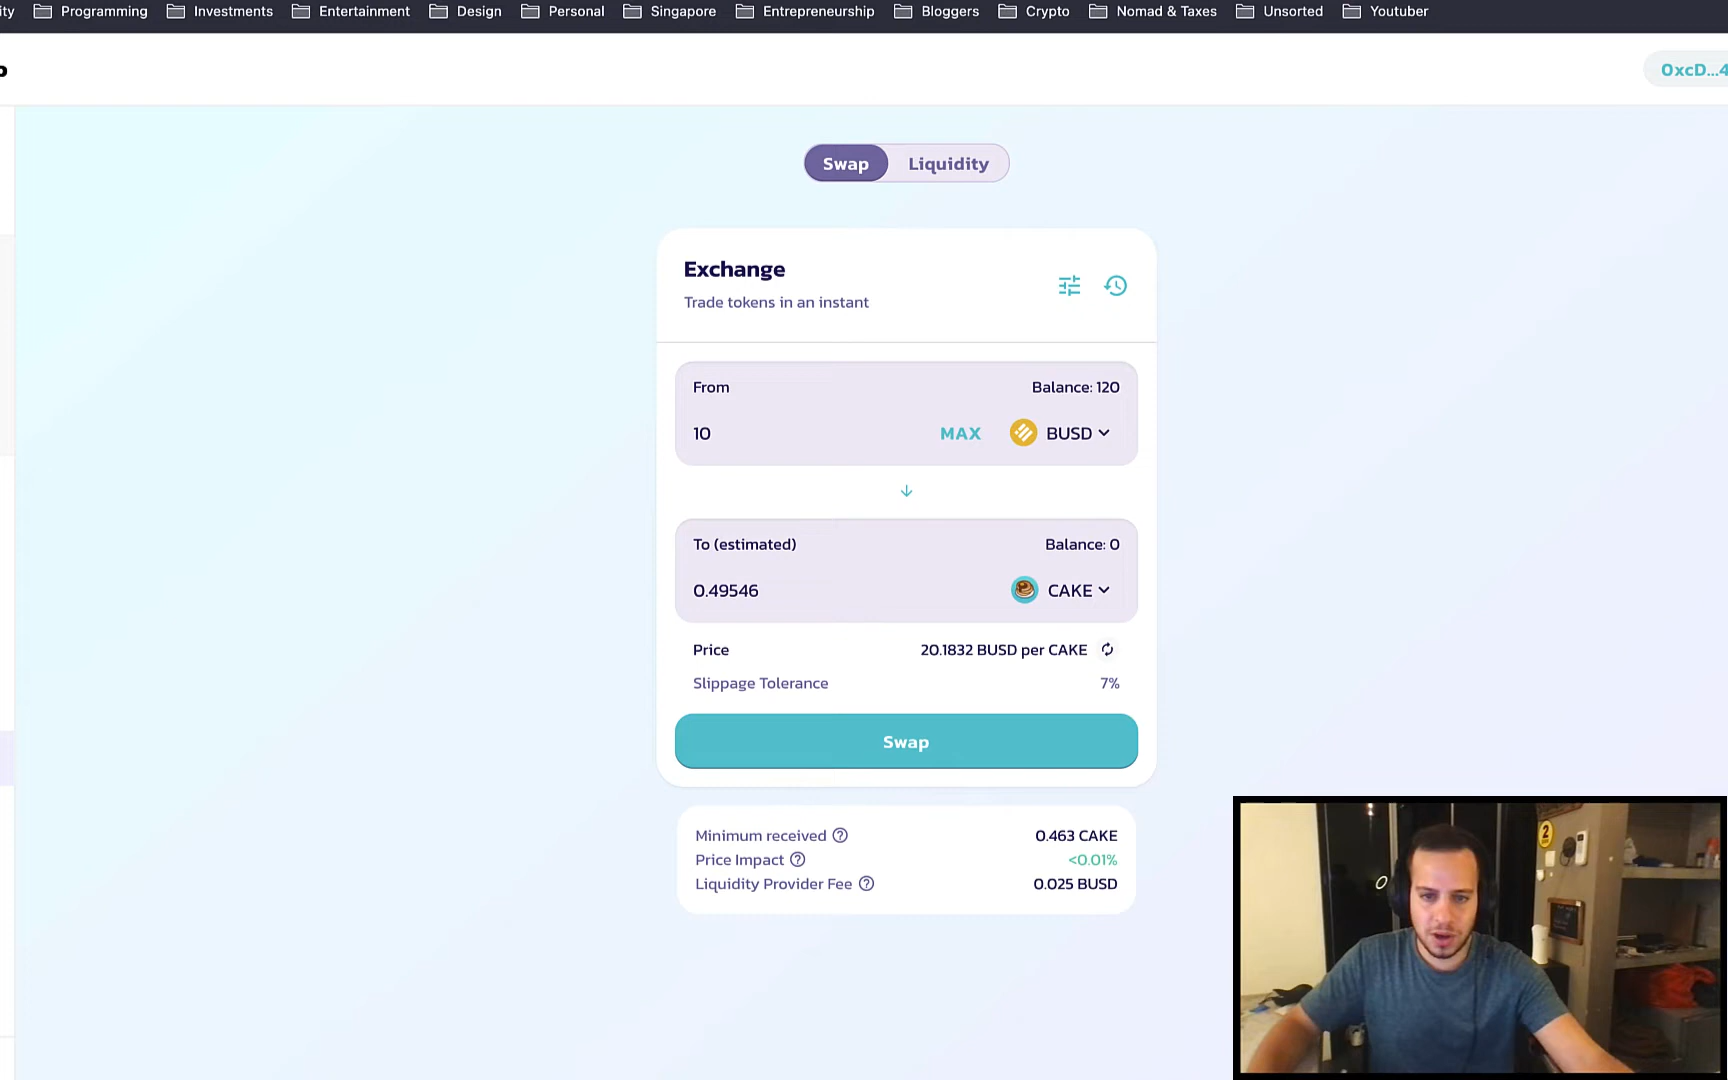 ity Programming Investments Entertainment Design Personal Singapore Entrepreneurship Bloggers Crypto Nomad & Taxes Unsorted Youtuber
0xcD...4
Swap Liquidity
Exchange
Trade tokens in an instant
From Balance: 120
10 MAX BUSD
To (estimated) Balance: 0
0.49546 CAKE
Price 20.1832 BUSD per CAKE
Slippage Tolerance 7%
Swap
Minimum received 0.463 CAKE
Price Impact <0.01%
Liquidity Provider Fee 0.025 BUSD
2